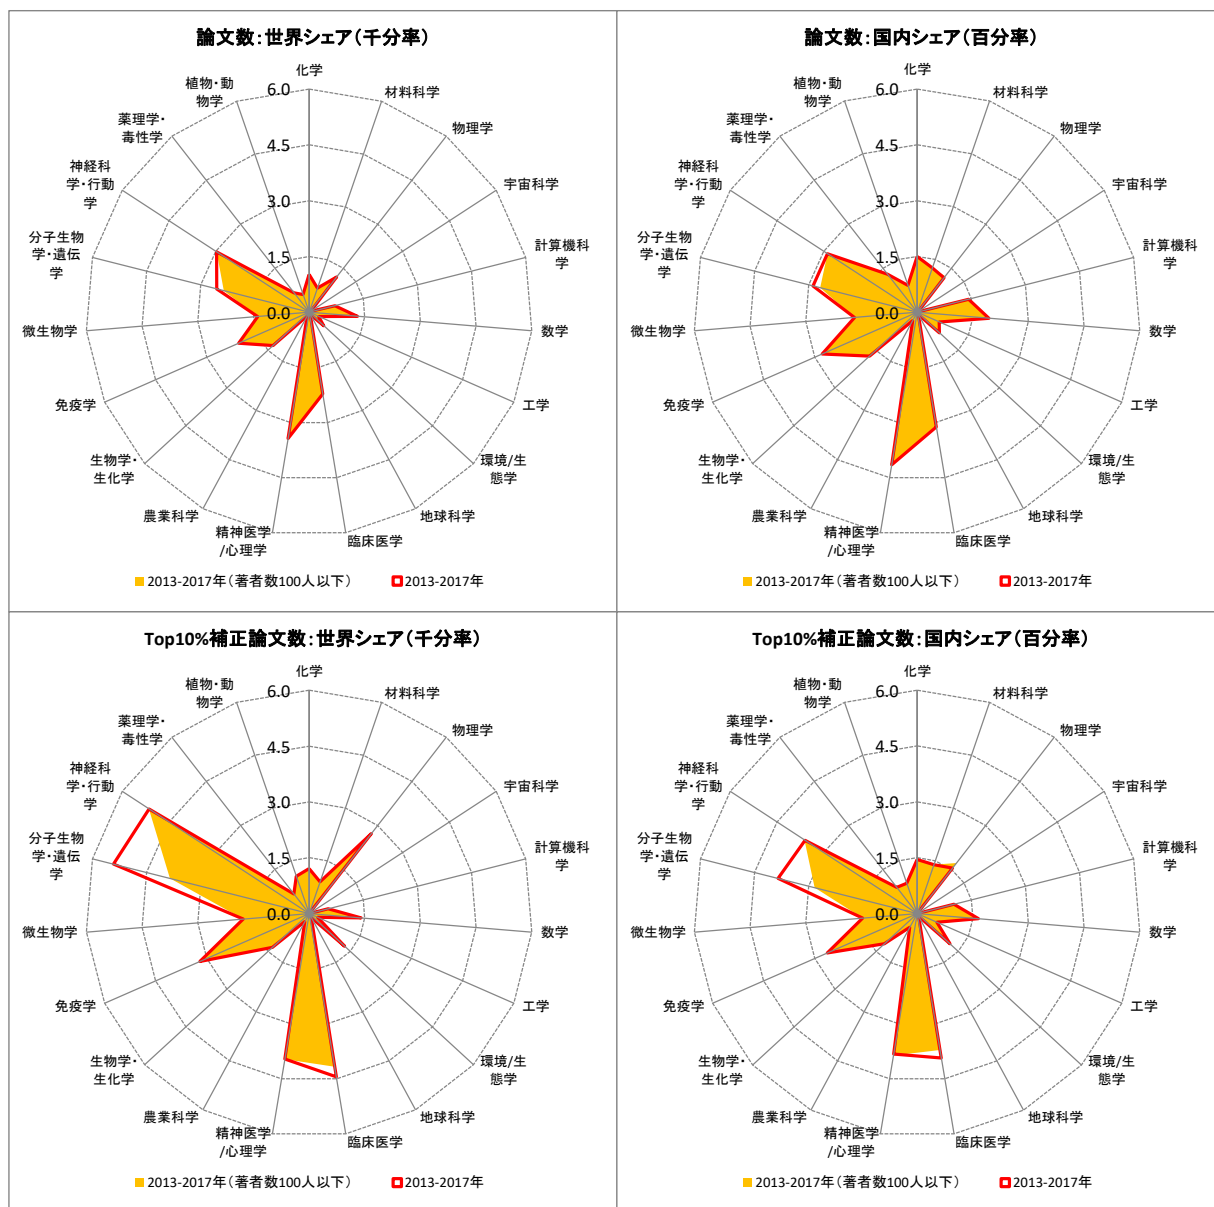 論文数：世界シェア（千分率）
化学
材料科学
物理学
宇宙科学
計算機科
学
数学
工学
環境/生
態学
地球科学
臨床医学
精神医学
/心理学
農業科学
生物学・
生化学
免疫学
微生物学
分子生物
学・遺伝
学
神経科
学・行動
学
薬理学・
毒性学
植物・動
物学
6.0
4.5
3.0
1.5
0.0
2013-2017年（著者数100人以下）
2013-2017年
論文数：国内シェア（百分率）
化学
材料科学
物理学
宇宙科学
計算機科
学
数学
工学
環境/生
態学
地球科学
臨床医学
精神医学
/心理学
農業科学
生物学・
生化学
免疫学
微生物学
分子生物
学・遺伝
学
神経科
学・行動
学
薬理学・
毒性学
植物・動
物学
6.0
4.5
3.0
1.5
0.0
2013-2017年（著者数100人以下）
2013-2017年
Top10%補正論文数：世界シェア（千分率）
化学
材料科学
物理学
宇宙科学
計算機科
学
数学
工学
環境/生
態学
地球科学
臨床医学
精神医学
/心理学
農業科学
生物学・
生化学
免疫学
微生物学
分子生物
学・遺伝
学
神経科
学・行動
学
薬理学・
毒性学
植物・動
物学
6.0
4.5
3.0
1.5
0.0
2013-2017年（著者数100人以下）
2013-2017年
Top10%補正論文数：国内シェア（百分率）
化学
材料科学
物理学
宇宙科学
計算機科
学
数学
工学
環境/生
態学
地球科学
臨床医学
精神医学
/心理学
農業科学
生物学・
生化学
免疫学
微生物学
分子生物
学・遺伝
学
神経科
学・行動
学
薬理学・
毒性学
植物・動
物学
6.0
4.5
3.0
1.5
0.0
2013-2017年（著者数100人以下）
2013-2017年